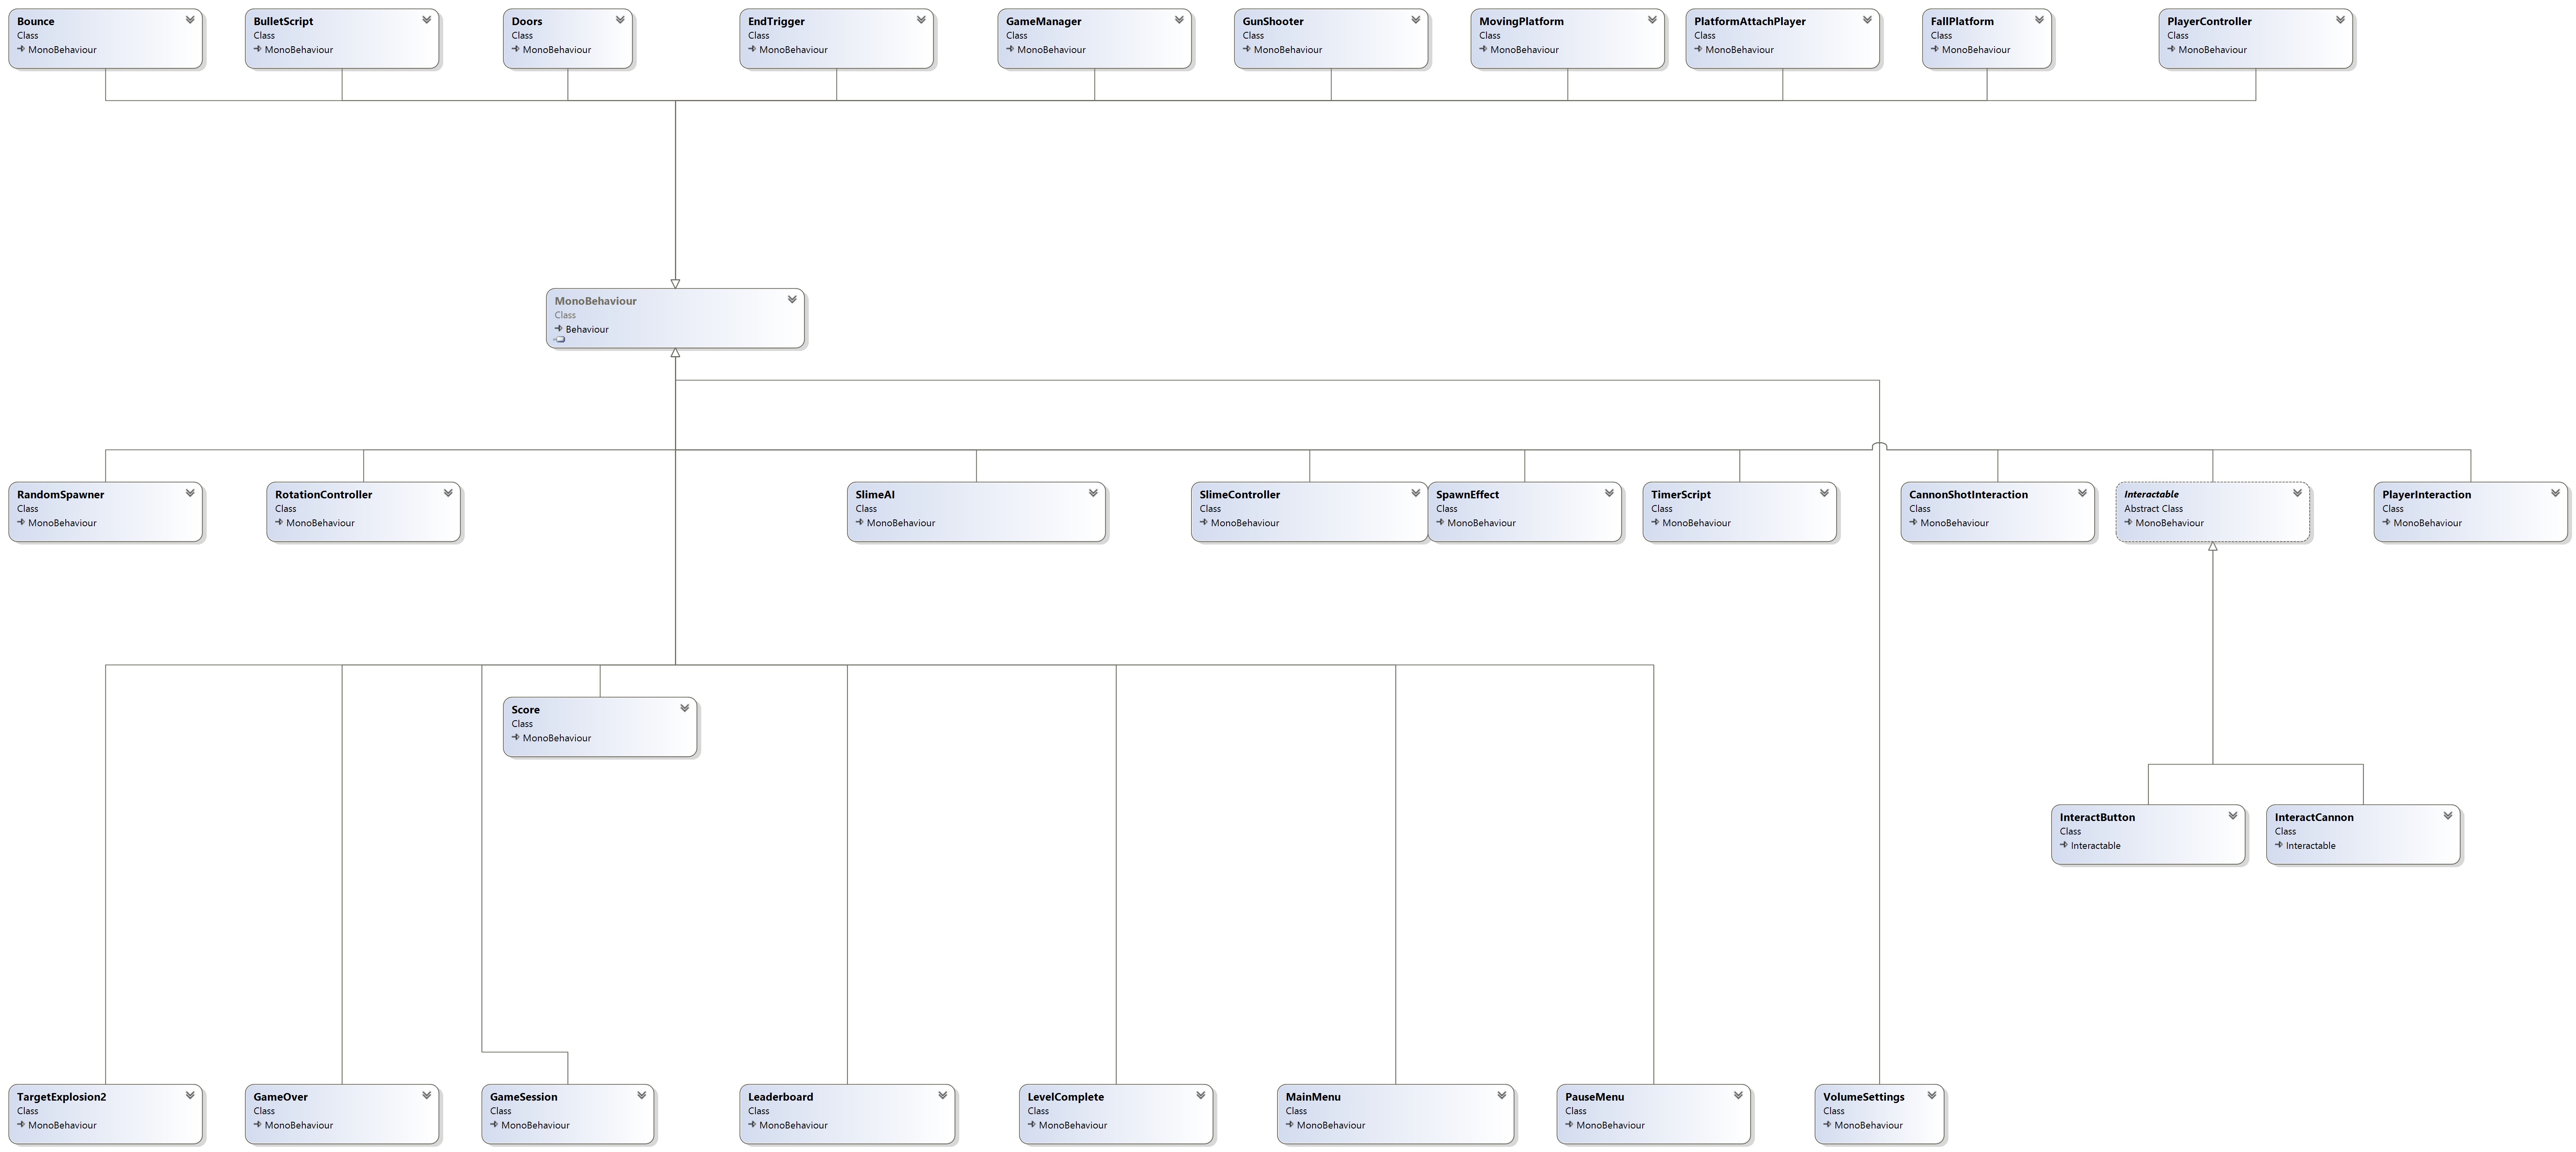 Bounce
Class
MonoBehaviour
BulletScript
Class
MonoBehaviour
Doors
Class
MonoBehaviour
EndTrigger
Class
MonoBehaviour
GameManager
Class
MonoBehaviour
GunShooter
Class
MonoBehaviour
MovingPlatform
Class
MonoBehaviour
PlatformAttachPlayer
Class
MonoBehaviour
FallPlatform
Class
MonoBehaviour
PlayerController
Class
MonoBehaviour
MonoBehaviour
Class
Behaviour
RandomSpawner
Class
MonoBehaviour
RotationController
Class
MonoBehaviour
SlimeAI
Class
MonoBehaviour
SlimeController
Class
MonoBehaviour
SpawnEffect
Class
MonoBehaviour
TimerScript
Class
MonoBehaviour
CannonShotInteraction
Class
MonoBehaviour
Interactable
Abstract Class
MonoBehaviour
PlayerInteraction
Class
MonoBehaviour
Score
Class
MonoBehaviour
InteractButton
Class
Interactable
InteractCannon
Class
Interactable
TargetExplosion2
Class
MonoBehaviour
GameOver
Class
MonoBehaviour
GameSession
Class
MonoBehaviour
Leaderboard
Class
MonoBehaviour
LevelComplete
Class
MonoBehaviour
MainMenu
Class
MonoBehaviour
PauseMenu
Class
MonoBehaviour
VolumeSettings
Class
MonoBehaviour